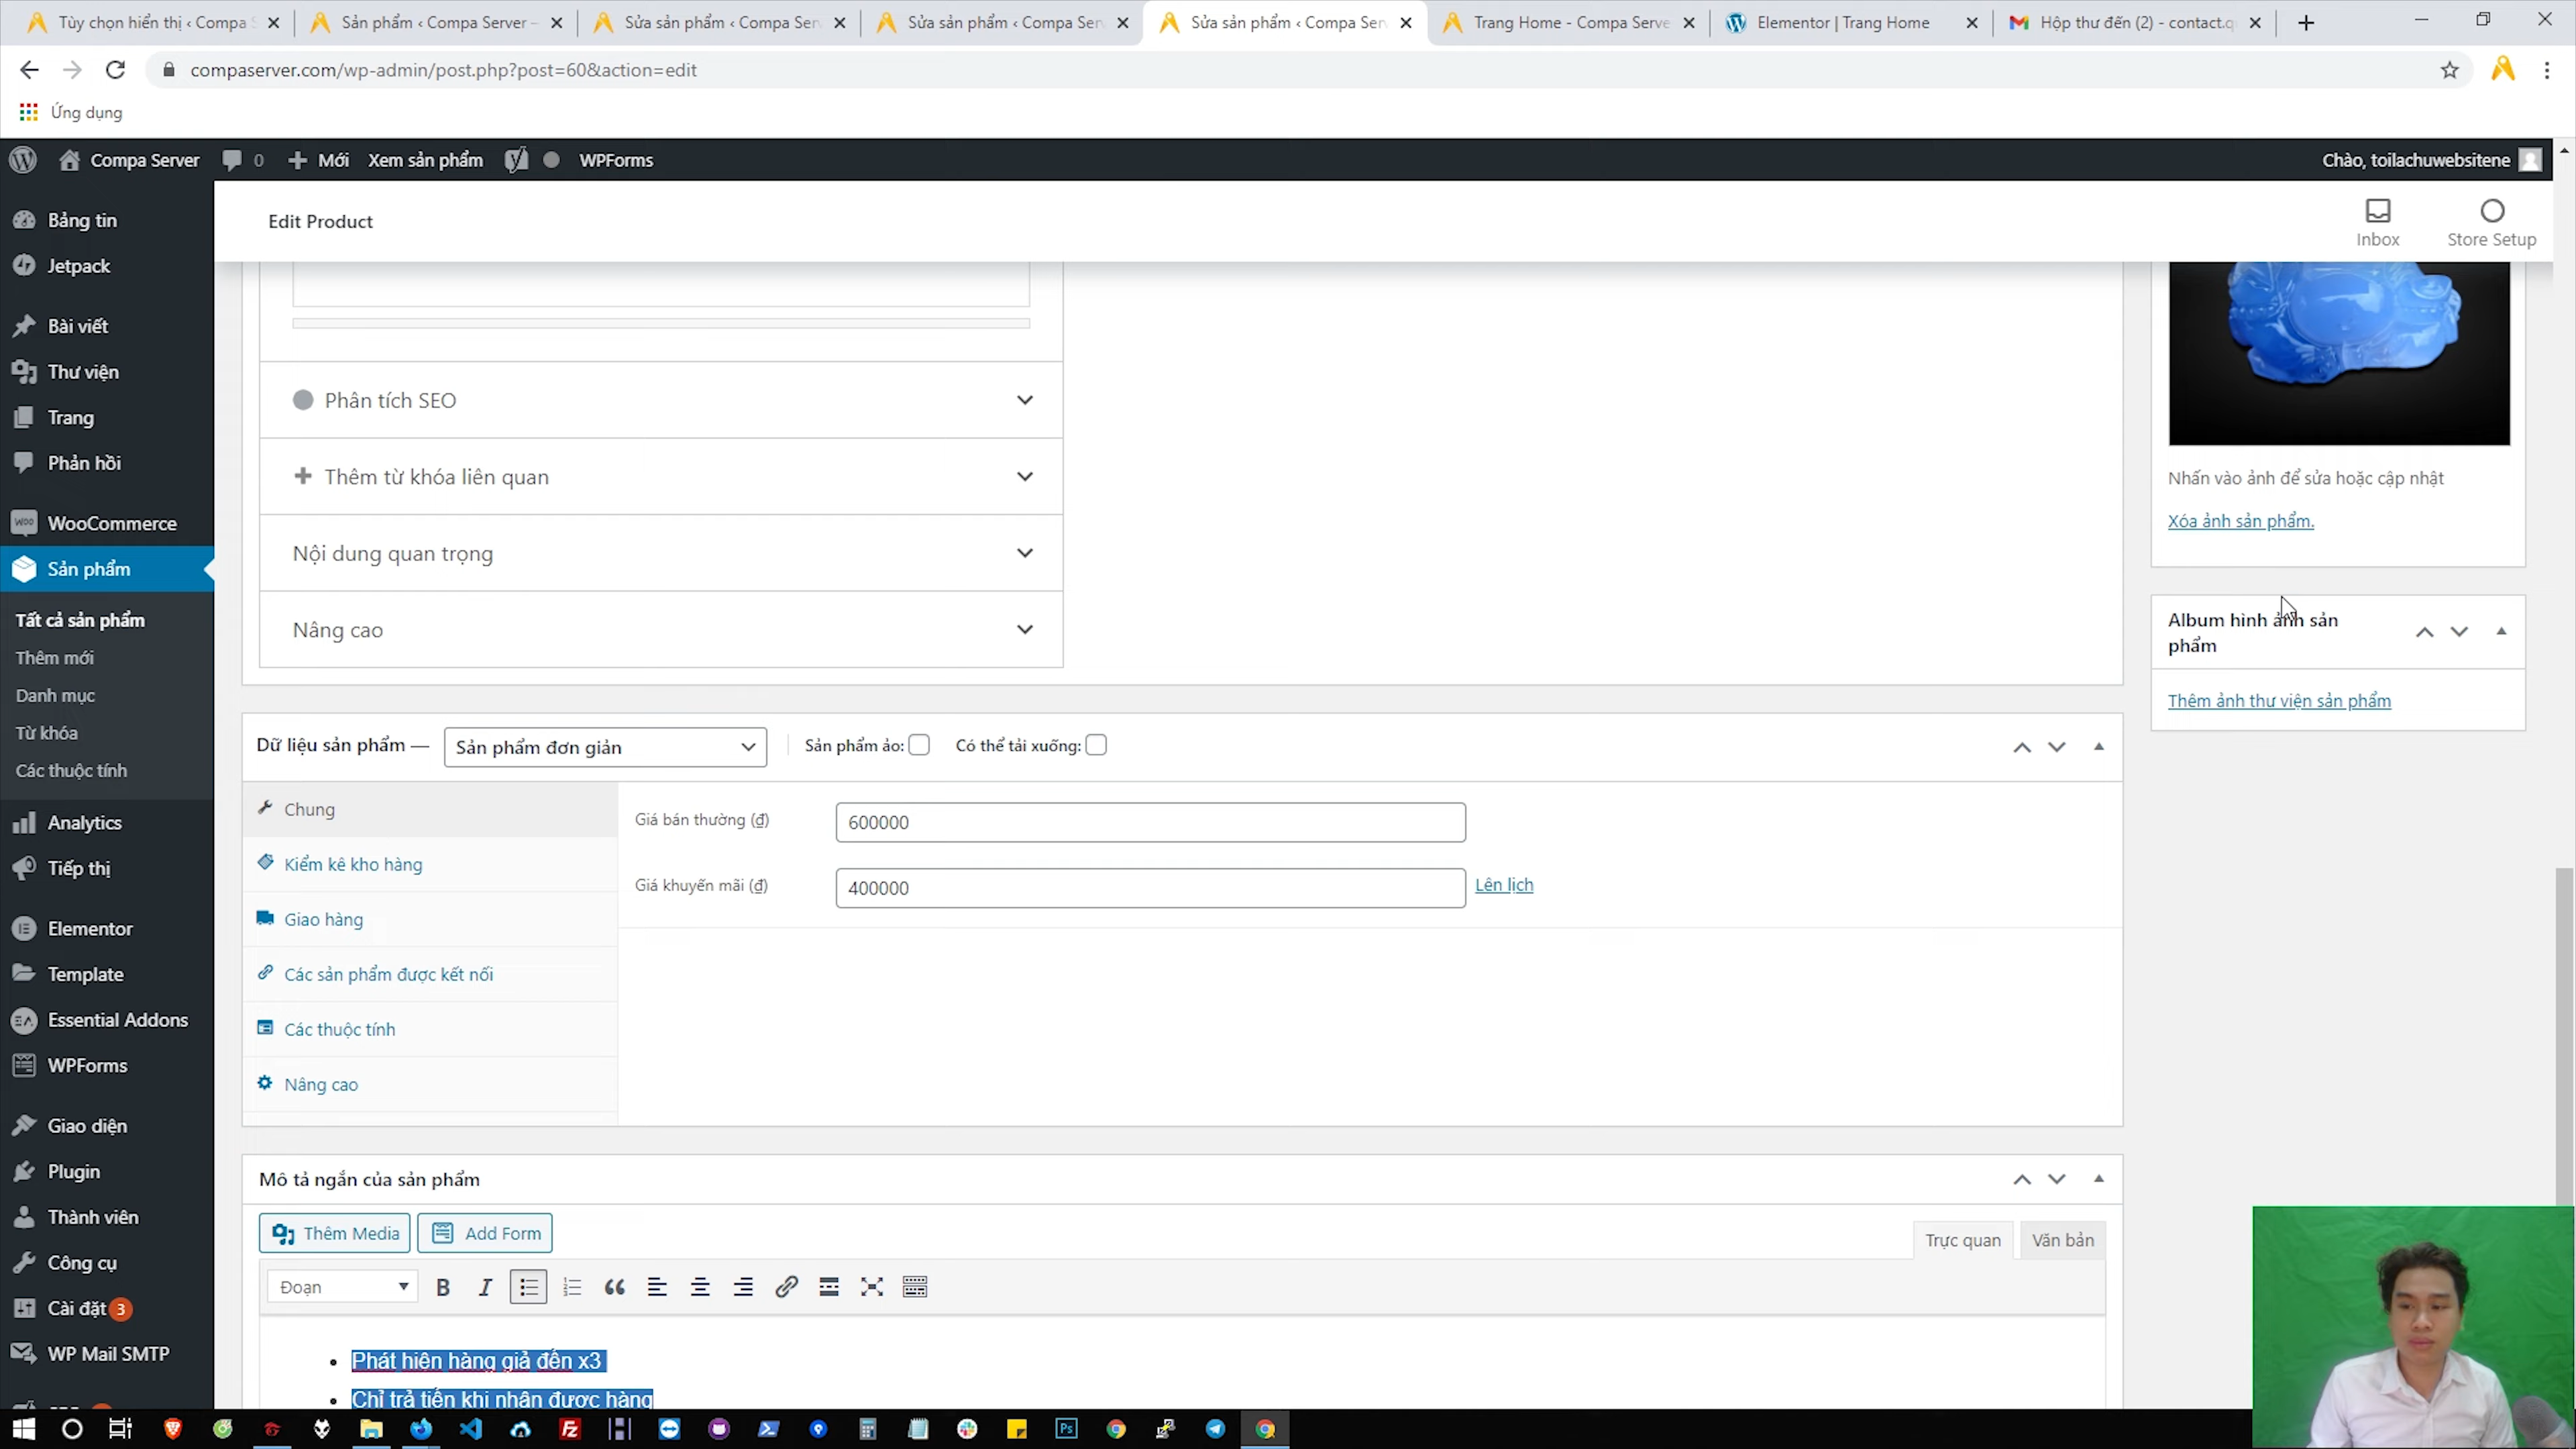 Tùy chọn hiển thị ‹ Compa S
Sản phẩm ‹ Compa Server –
Sửa sản phẩm ‹ Compa Ser
Sửa sản phẩm ‹ Compa Ser
Sửa sản phẩm ‹ Compa Ser
Trang Home - Compa Serve
Elementor | Trang Home
Hộp thư đến (2) - contact.q
compaserver.com/wp-admin/post.php?post=60&action=edit
Ứng dụng
Compa Server
0
Mới
Xem sản phẩm
WPForms
Chào, toilachuwebsitene
Bảng tin
Jetpack
Bài viết
Thư viện
Trang
Phản hồi
WooCommerce
Sản phẩm
Tất cả sản phẩm
Thêm mới
Danh mục
Từ khóa
Các thuộc tính
Analytics
Tiếp thị
Elementor
Template
Essential Addons
WPForms
Giao diện
Plugin
Thành viên
Công cụ
Cài đặt 3
WP Mail SMTP
Edit Product
Inbox
Store Setup
Phân tích SEO
Thêm từ khóa liên quan
Nội dung quan trọng
Nâng cao
Nhấn vào ảnh để sửa hoặc cập nhật
Xóa ảnh sản phẩm.
Album hình ảnh sản
phẩm
Thêm ảnh thư viện sản phẩm
Dữ liệu sản phẩm —
Sản phẩm đơn giản
Sản phẩm ảo:
Có thể tải xuống:
Chung
Kiểm kê kho hàng
Giao hàng
Các sản phẩm được kết nối
Các thuộc tính
Nâng cao
Giá bán thường (₫)
600000
Giá khuyến mãi (₫)
400000
Lên lịch
Mô tả ngắn của sản phẩm
Thêm Media
Add Form
Trực quan
Văn bản
Đoạn
Phát hiện hàng giả đền x3
Chỉ trả tiền khi nhận được hàng